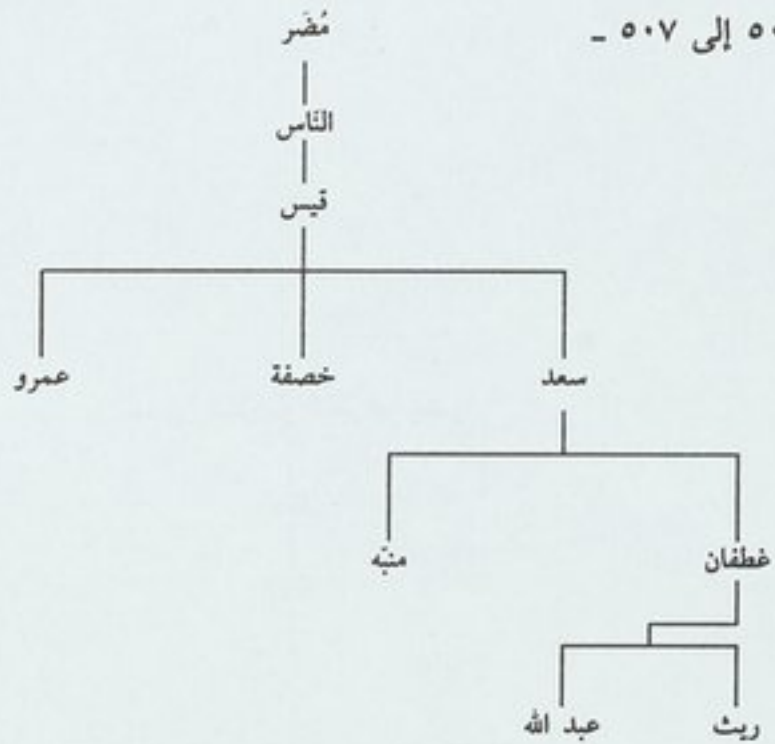 ٥٠ إلى ٥٠٧ -
مُضَر
النَّاس
قيس
سعد خصفة عمرو
غطفان منبّه
ريث عبد الله